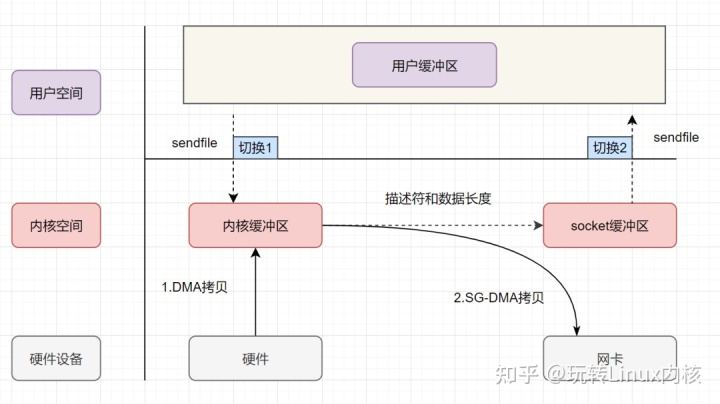 用户缓冲区
用户空间
sendfile
切换1
切换2
sendfile
描述符和数据长度
内核空间
内核缓冲区
socket缓冲区
1.DMA拷贝
2.SG-DMA拷贝
硬件设备
硬件
网卡
知乎 @玩转Linux内核